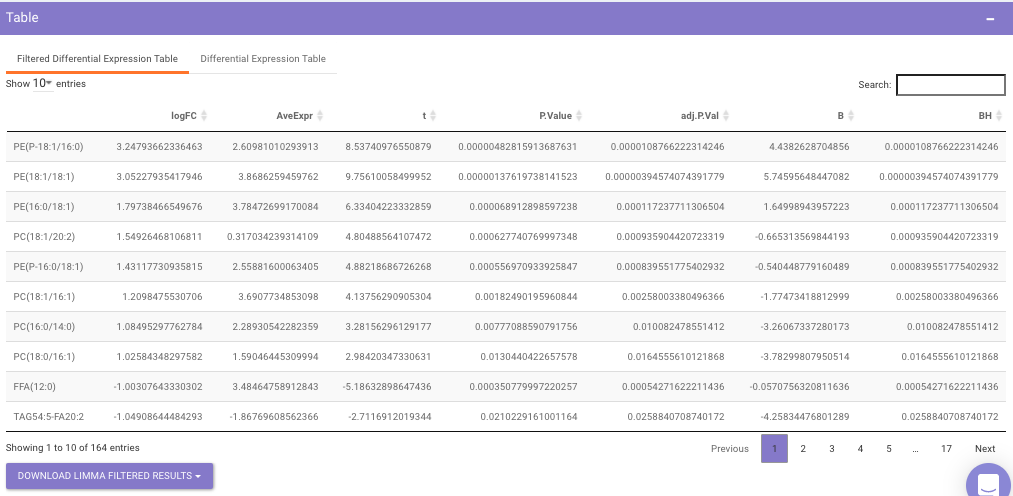 Table
Filtered Differential Expression Table Differential Expression Table
Show 10 entries Search:
logFC AveExpr t P.Value adj.P.Val B BH
PE(P-18:1/16:0) 3.24793662336463 2.60981010293913 8.53740976550879 0.00000482815913687631 0.0000108766222314246 4.4382628704856 0.0000108766222314246
PE(18:1/18:1) 3.05227935417946 3.8686259459762 9.75610058499952 0.00000137619738141523 0.00000394574074391779 5.74595648447082 0.00000394574074391779
PE(16:0/18:1) 1.79738466549676 3.78472699170084 6.33404223332859 0.000068912898597238 0.000117237711306504 1.64998943957223 0.000117237711306504
PC(18:1/20:2) 1.54926468106811 0.317034239314109 4.80488564107472 0.000627740769997348 0.000935904420723319 -0.665313569844193 0.000935904420723319
PE(P-16:0/18:1) 1.43117730935815 2.55881600063405 4.88218686726268 0.000556970933925847 0.000839551775402932 -0.540448779160489 0.000839551775402932
PC(18:1/16:1) 1.2098475530706 3.6907734853098 4.13756290905304 0.00182490195960844 0.00258003380496366 -1.77473418812999 0.00258003380496366
PC(16:0/14:0) 1.08495297762784 2.28930542282359 3.28156296129177 0.00777088590791756 0.010082478551412 -3.26067337280173 0.010082478551412
PC(18:0/16:1) 1.02584348297582 1.59046445309994 2.98420347330631 0.0130440422657578 0.0164555610121868 -3.78299807950514 0.0164555610121868
FFA(12:0) -1.00307643330302 3.48464758912843 -5.18632898647436 0.000350779997220257 0.00054271622211436 -0.0570756320811636 0.00054271622211436
TAG54:5-FA20:2 -1.04908644484293 -1.86769608562366 -2.7116912019344 0.0210229161001164 0.0258840708740172 -4.25834476801289 0.0258840708740172
Showing 1 to 10 of 164 entries Previous 1 2 3 4 5 ... 17 Next
DOWNLOAD LIMMA FILTERED RESULTS